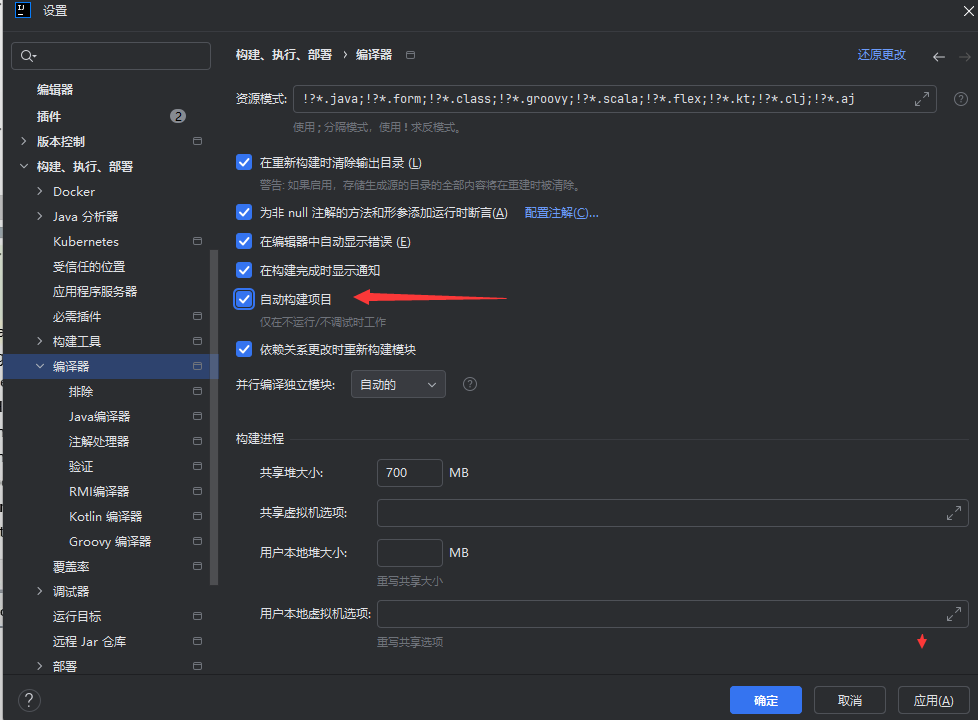 设置
编辑器
插件 2
版本控制
构建、执行、部署
Docker
Java 分析器
Kubernetes
受信任的位置
应用程序服务器
必需插件
构建工具
编译器
排除
Java编译器
注解处理器
验证
RMI编译器
Kotlin 编译器
Groovy 编译器
覆盖率
调试器
运行目标
远程 Jar 仓库
部署
构建、执行、部署 › 编译器 还原更改
资源模式: !?*.java;!?*.form;!?*.class;!?*.groovy;!?*.scala;!?*.flex;!?*.kt;!?*.clj;!?*.aj
使用 ; 分隔模式，使用 ! 求反模式。
在重新构建时清除输出目录 (L)
警告: 如果启用，存储生成源的目录的全部内容将在重建时被清除。
为非 null 注解的方法和形参添加运行时断言(A) 配置注解(C)...
在编辑器中自动显示错误 (E)
在构建完成时显示通知
自动构建项目
仅在不运行/不调试时工作
依赖关系更改时重新构建模块
并行编译独立模块: 自动的
构建进程
共享堆大小: 700 MB
共享虚拟机选项:
用户本地堆大小: MB
重写共享大小
用户本地虚拟机选项:
重写共享选项
确定 取消 应用(A)